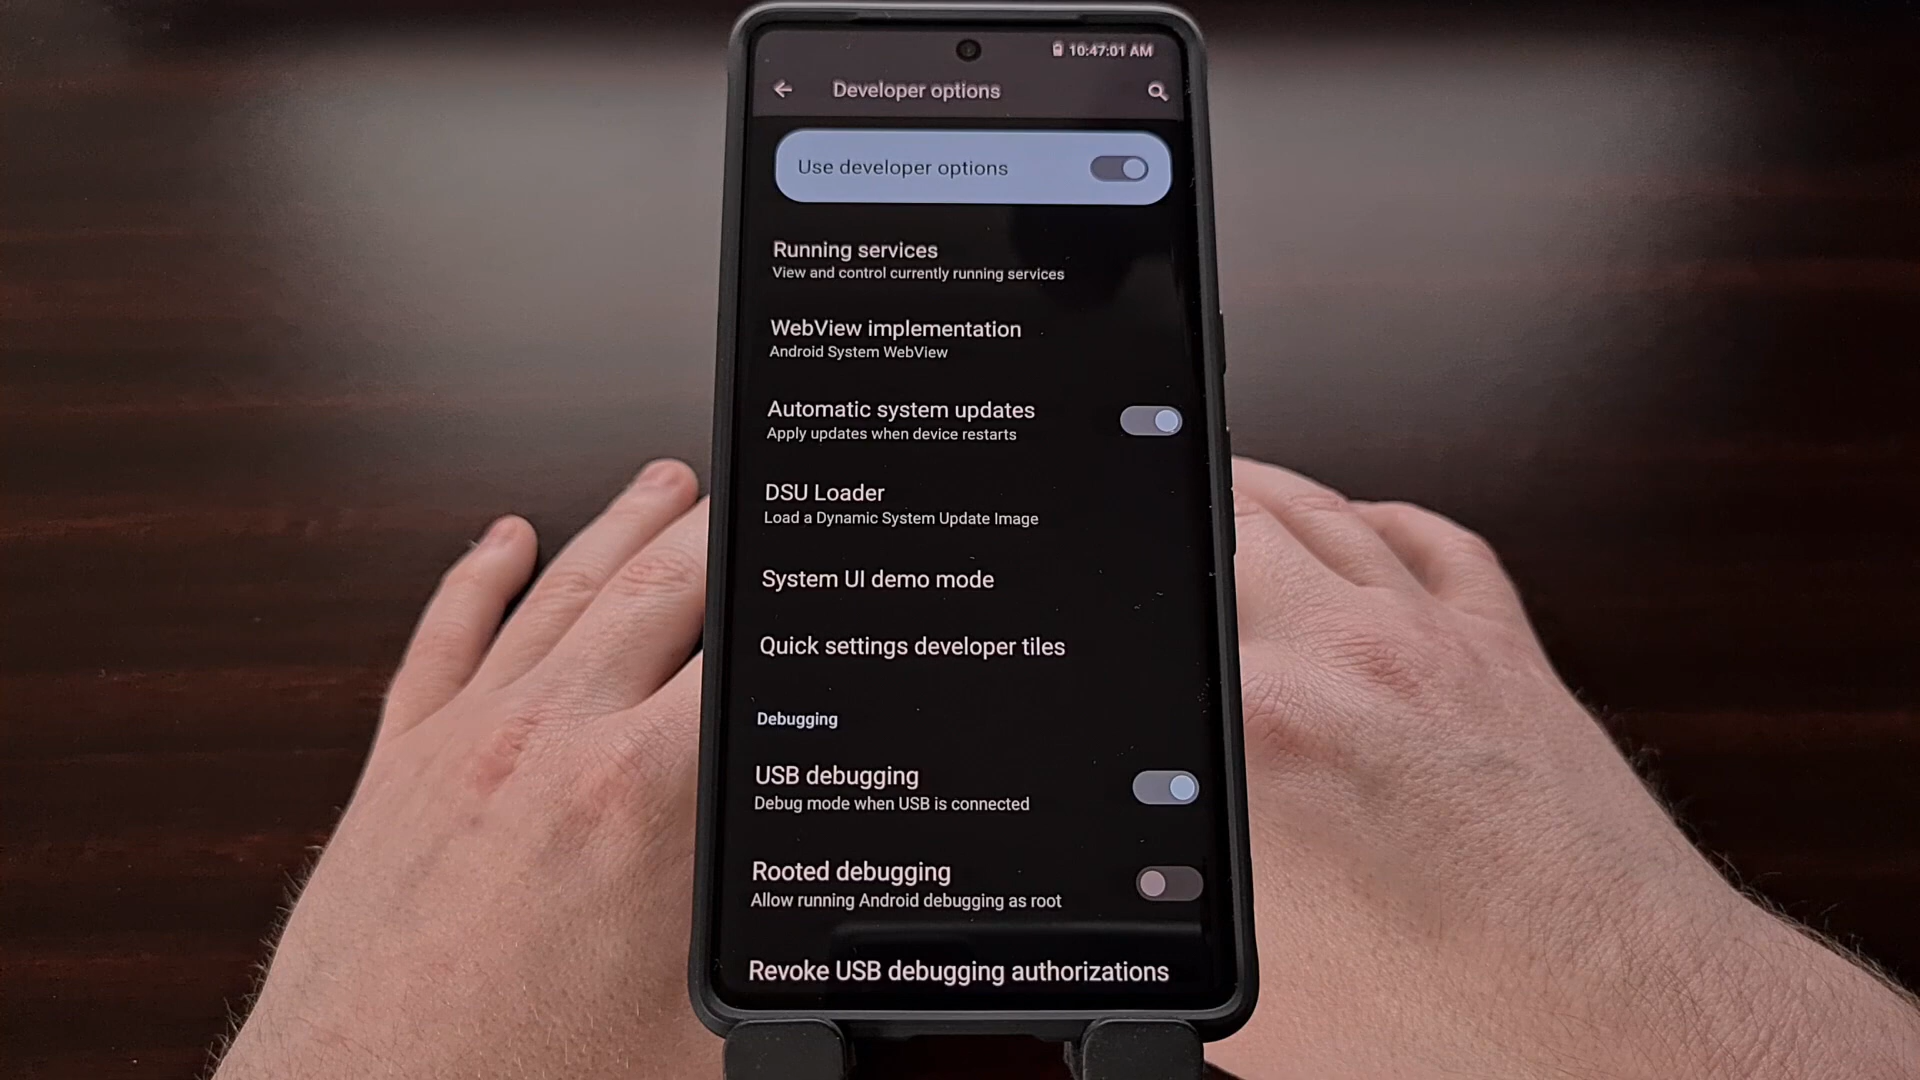 10:47:01 AM
Developer options
Use developer options
Running services
View and control currently running services
WebView implementation
Android System WebView
Automatic system updates
Apply updates when device restarts
DSU Loader
Load a Dynamic System Update Image
System UI demo mode
Quick settings developer tiles
Debugging
USB debugging
Debug mode when USB is connected
Rooted debugging
Allow running Android debugging as root
Revoke USB debugging authorizations